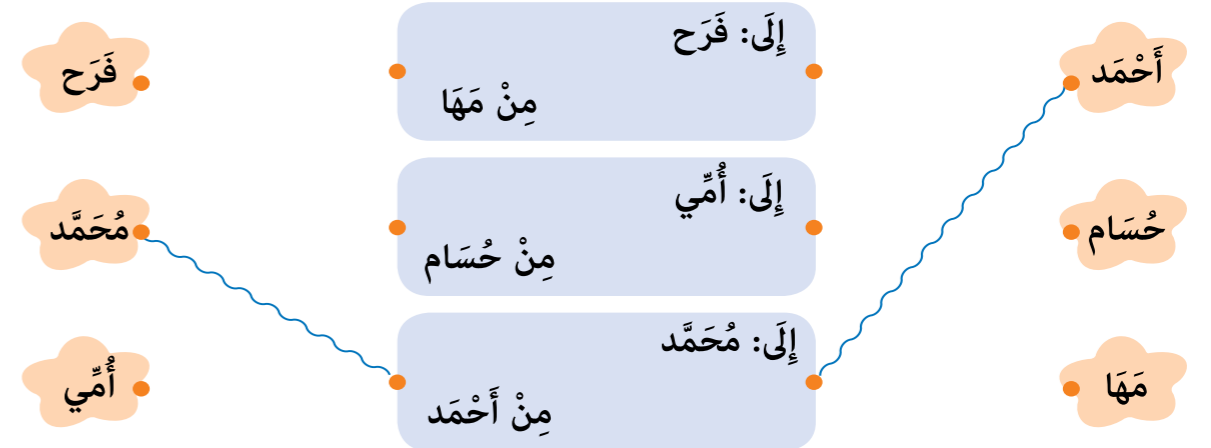 أَحْمَد
حُسَام
مَهَا
إِلَى: فَرَح
مِنْ مَهَا
إِلَى: أُمِّي
مِنْ حُسَام
إِلَى: مُحَمَّد
مِنْ أَحْمَد
فَرَح
مُحَمَّد
أُمِّي